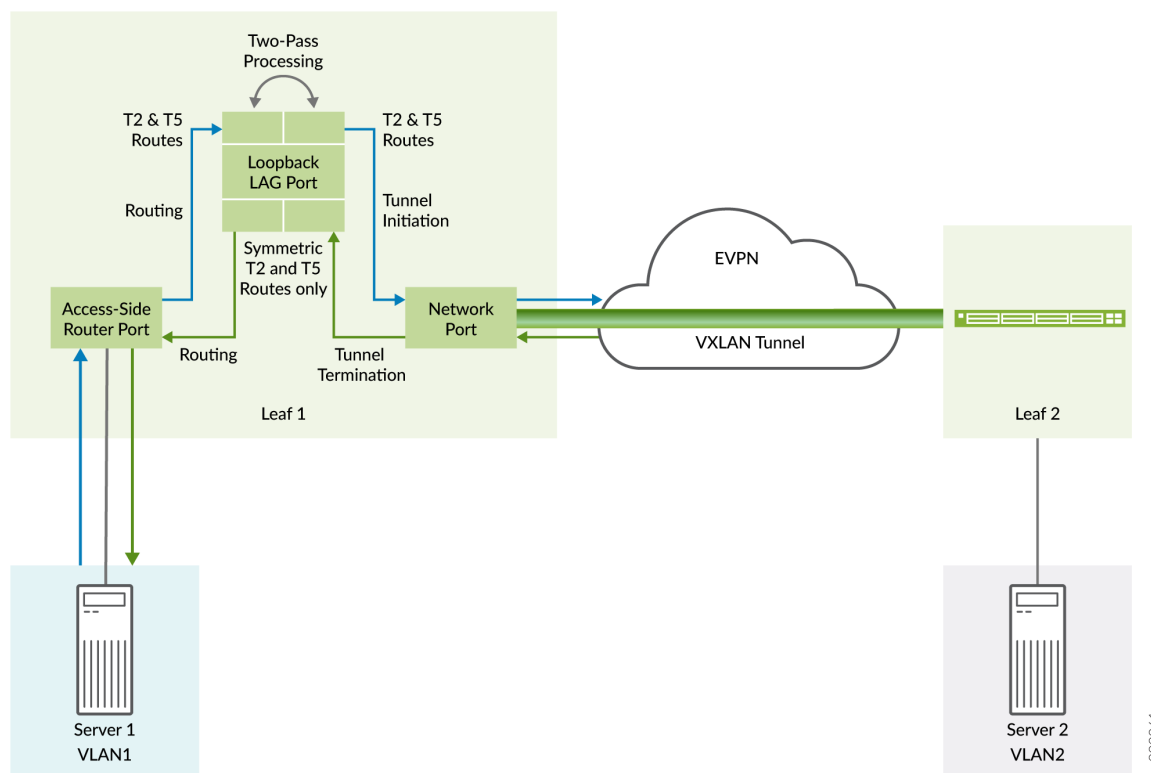 Two-Pass
Processing
T2 & T5
Routes
T2 & T5
Routes
Loopback
LAG Port
Routing
Tunnel
Initiation
Symmetric
T2 and T5
Routes only
EVPN
Access-Side
Router Port
Network
Port
VXLAN Tunnel
Routing
Tunnel
Termination
Leaf 1
Leaf 2
Server 1
VLAN1
Server 2
VLAN2